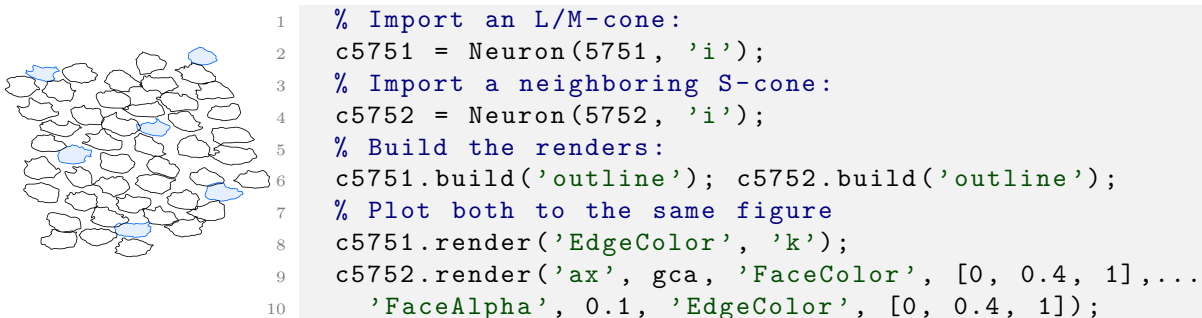 1 % Import an L/M-cone:
2 c5751 = Neuron(5751, 'i');
3 % Import a neighboring S-cone:
4 c5752 = Neuron(5752, 'i');
5 % Build the renders:
6 c5751.build('outline'); c5752.build('outline');
7 % Plot both to the same figure
8 c5751.render('EdgeColor', 'k');
9 c5752.render('ax', gca, 'FaceColor', [0, 0.4, 1],...
10 'FaceAlpha', 0.1, 'EdgeColor', [0, 0.4, 1]);